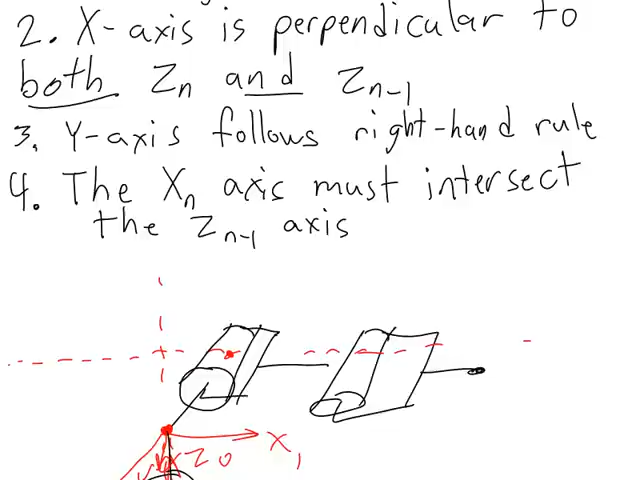 2. X-axis is perpendicular to
both Zn and Zn-1
3. Y-axis follows right-hand rule
4. The Xn axis must intersect
the Zn-1 axis
X1
Z0